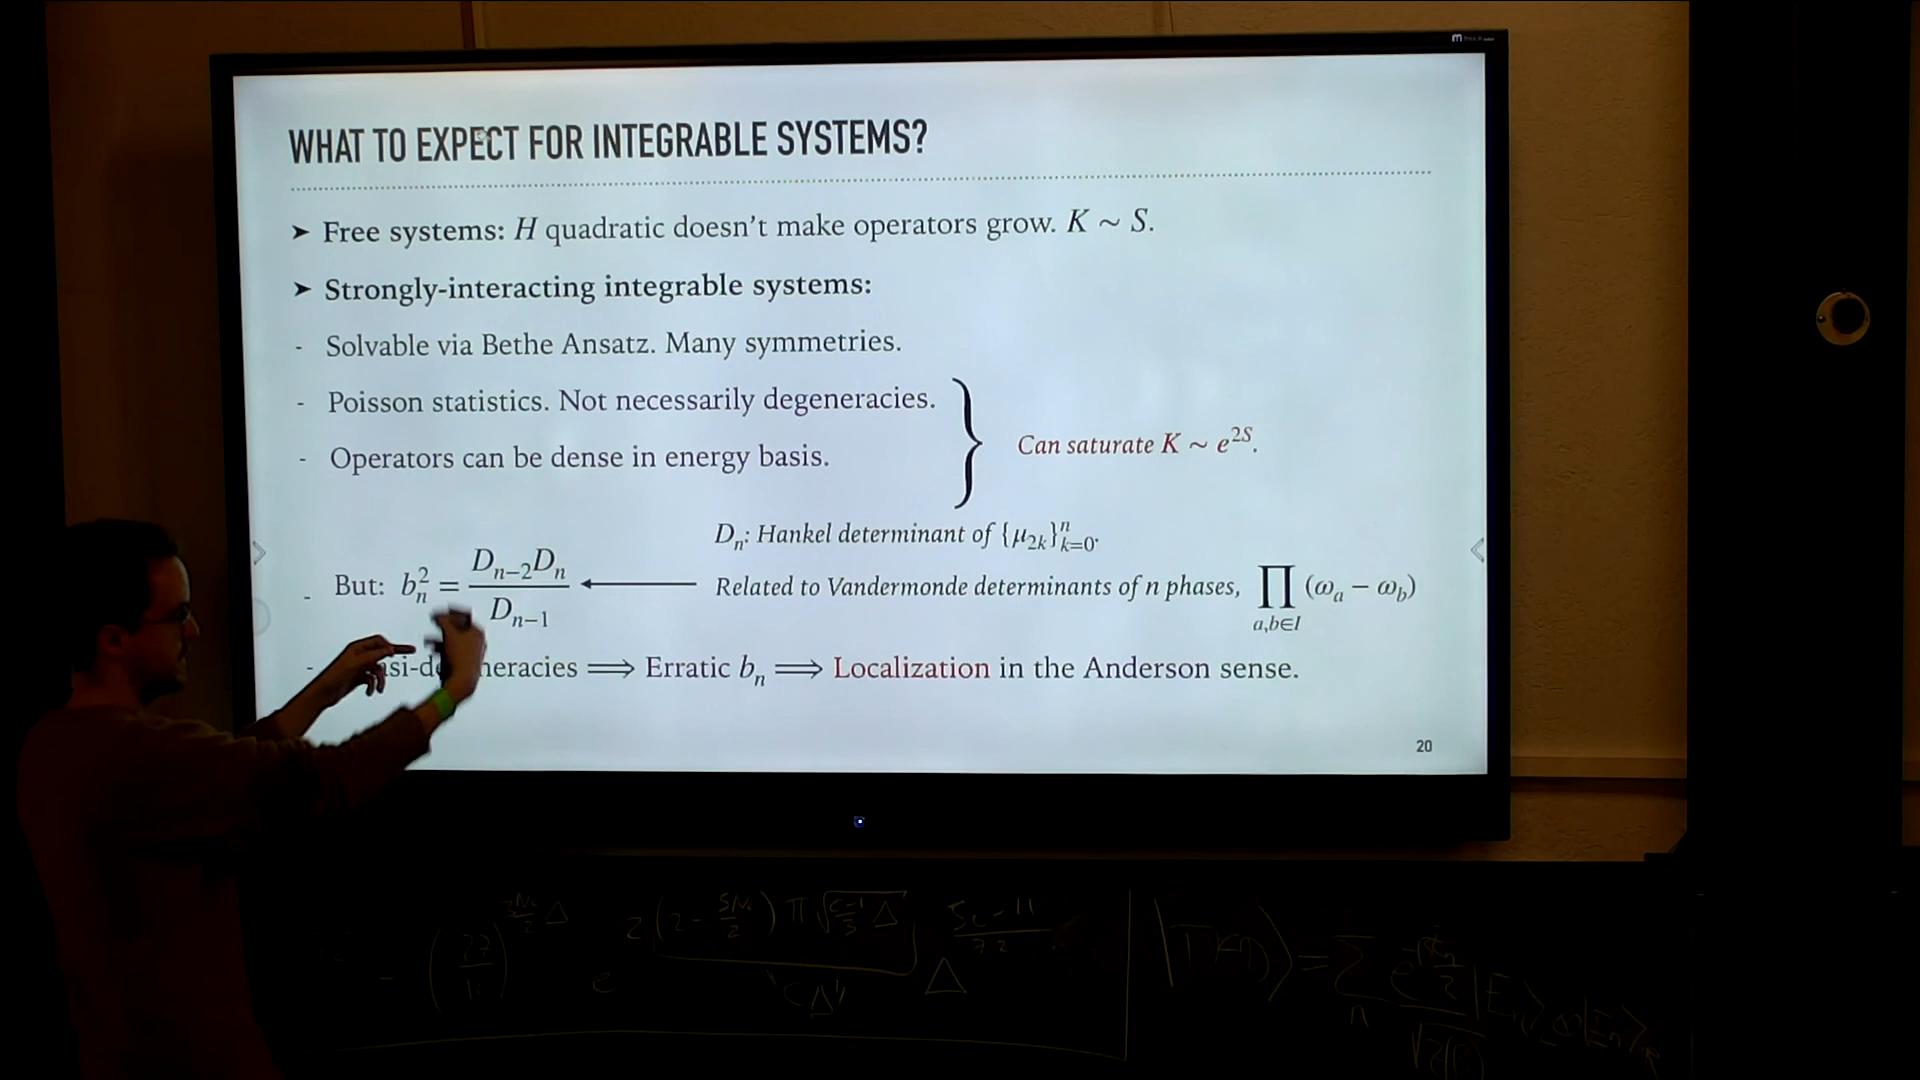 WHAT TO EXPECT FOR INTEGRABLE SYSTEMS?
➤ Free systems: H quadratic doesn't make operators grow. K ~ S.
➤ Strongly-interacting integrable systems:
- Solvable via Bethe Ansatz. Many symmetries.
- Poisson statistics. Not necessarily degeneracies.
- Operators can be dense in energy basis.
Can saturate K ~ e^{2S}.
D_n: Hankel determinant of {μ_{2k}}^n_{k=0}.
- But: b_n^2 = D_{n-2}D_n / D_{n-1} ⟵ Related to Vandermonde determinants of n phases, ∏_{a,b∈I} (ω_a − ω_b)
- ⟹ Erratic b_n ⟹ Localization in the Anderson sense.
20